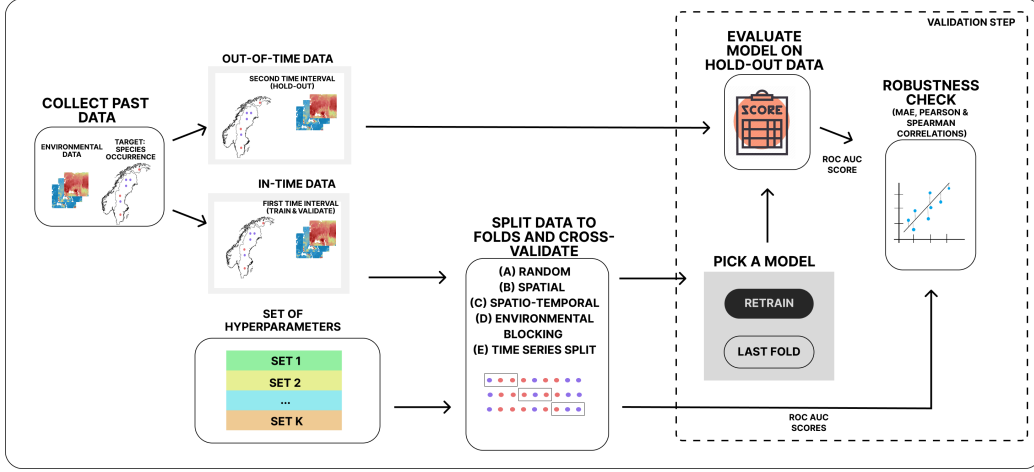 VALIDATION STEP
COLLECT PAST
DATA
ENVIRONMENTAL
DATA
TARGET:
SPECIES
OCCURRENCE
OUT-OF-TIME DATA
SECOND TIME INTERVAL
(HOLD-OUT)
IN-TIME DATA
FIRST TIME INTERVAL
(TRAIN & VALIDATE)
SET OF
HYPERPARAMETERS
SET 1
SET 2
...
SET K
SPLIT DATA TO
FOLDS AND CROSS-
VALIDATE
(A) RANDOM
(B) SPATIAL
(C) SPATIO-TEMPORAL
(D) ENVIRONMENTAL
BLOCKING
(E) TIME SERIES SPLIT
PICK A MODEL
RETRAIN
LAST FOLD
EVALUATE
MODEL ON
HOLD-OUT DATA
SCORE
ROC AUC
SCORE
ROBUSTNESS
CHECK
(MAE, PEARSON &
SPEARMAN
CORRELATIONS)
ROC AUC
SCORES